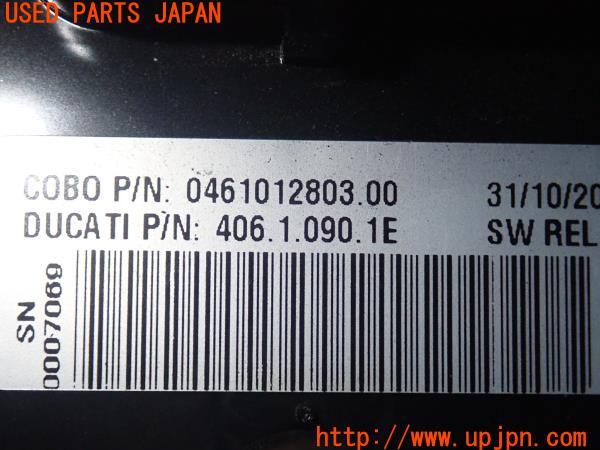 USED PARTS JAPAN
COBO P/N: 0461012803.00 31/10/20
DUCATI P/N: 406.1.090.1E SW REL
SN
0007069
UPJ
http://www.upjpn.com